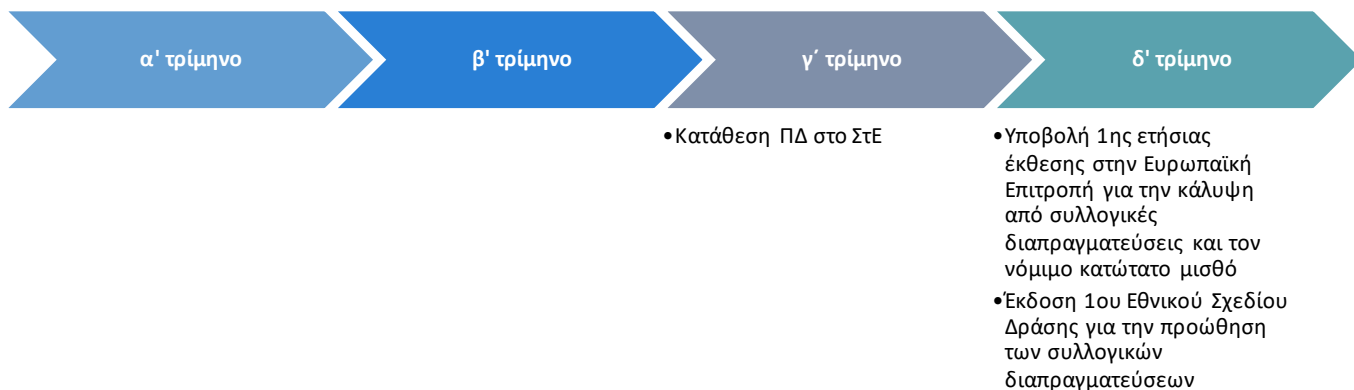 α' τρίμηνο
β' τρίμηνο
γ΄ τρίμηνο
δ' τρίμηνο
•Κατάθεση ΠΔ στο ΣτΕ
•Υποβολή 1ης ετήσιας
έκθεσης στην Ευρωπαϊκή
Επιτροπή για την κάλυψη
από συλλογικές
διαπραγματεύσεις και τον
νόμιμο κατώτατο μισθό
•Έκδοση 1ου Εθνικού Σχεδίου
Δράσης για την προώθηση
των συλλογικών
διαπραγματεύσεων